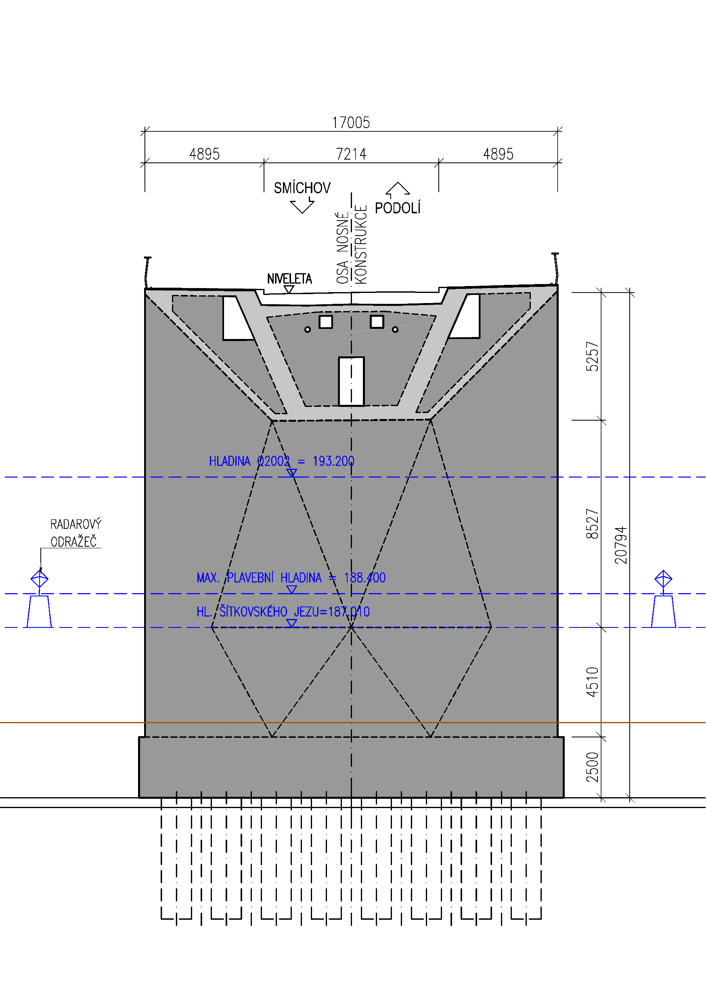 17005
4895
7214
4895
SMÍCHOV
PODOLÍ
OSA NOSNÉ
KONSTRUKCE
NIVELETA
5257
HLADINA Q2002 = 193.200
RADAROVÝ
ODRAŽEČ
8527
20794
MAX. PLAVEBNÍ HLADINA = 188.400
HL. ŠÍTKOVSKÉHO JEZU=187.010
4510
2500